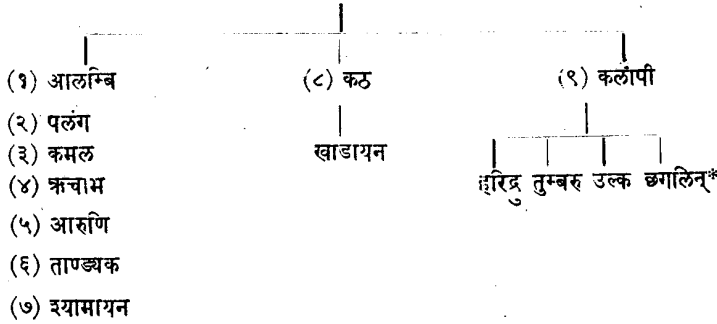 (१) आलम्बि (८) कठ (९) कलापी
(२) पलंग
(३) कमल खाडायन
(४) ऋचाभ हरिद्रु तुम्बरु उल्क छगलिन्*
(५) आरुणि
(६) ताण्ड्यक
(७) श्यामायन